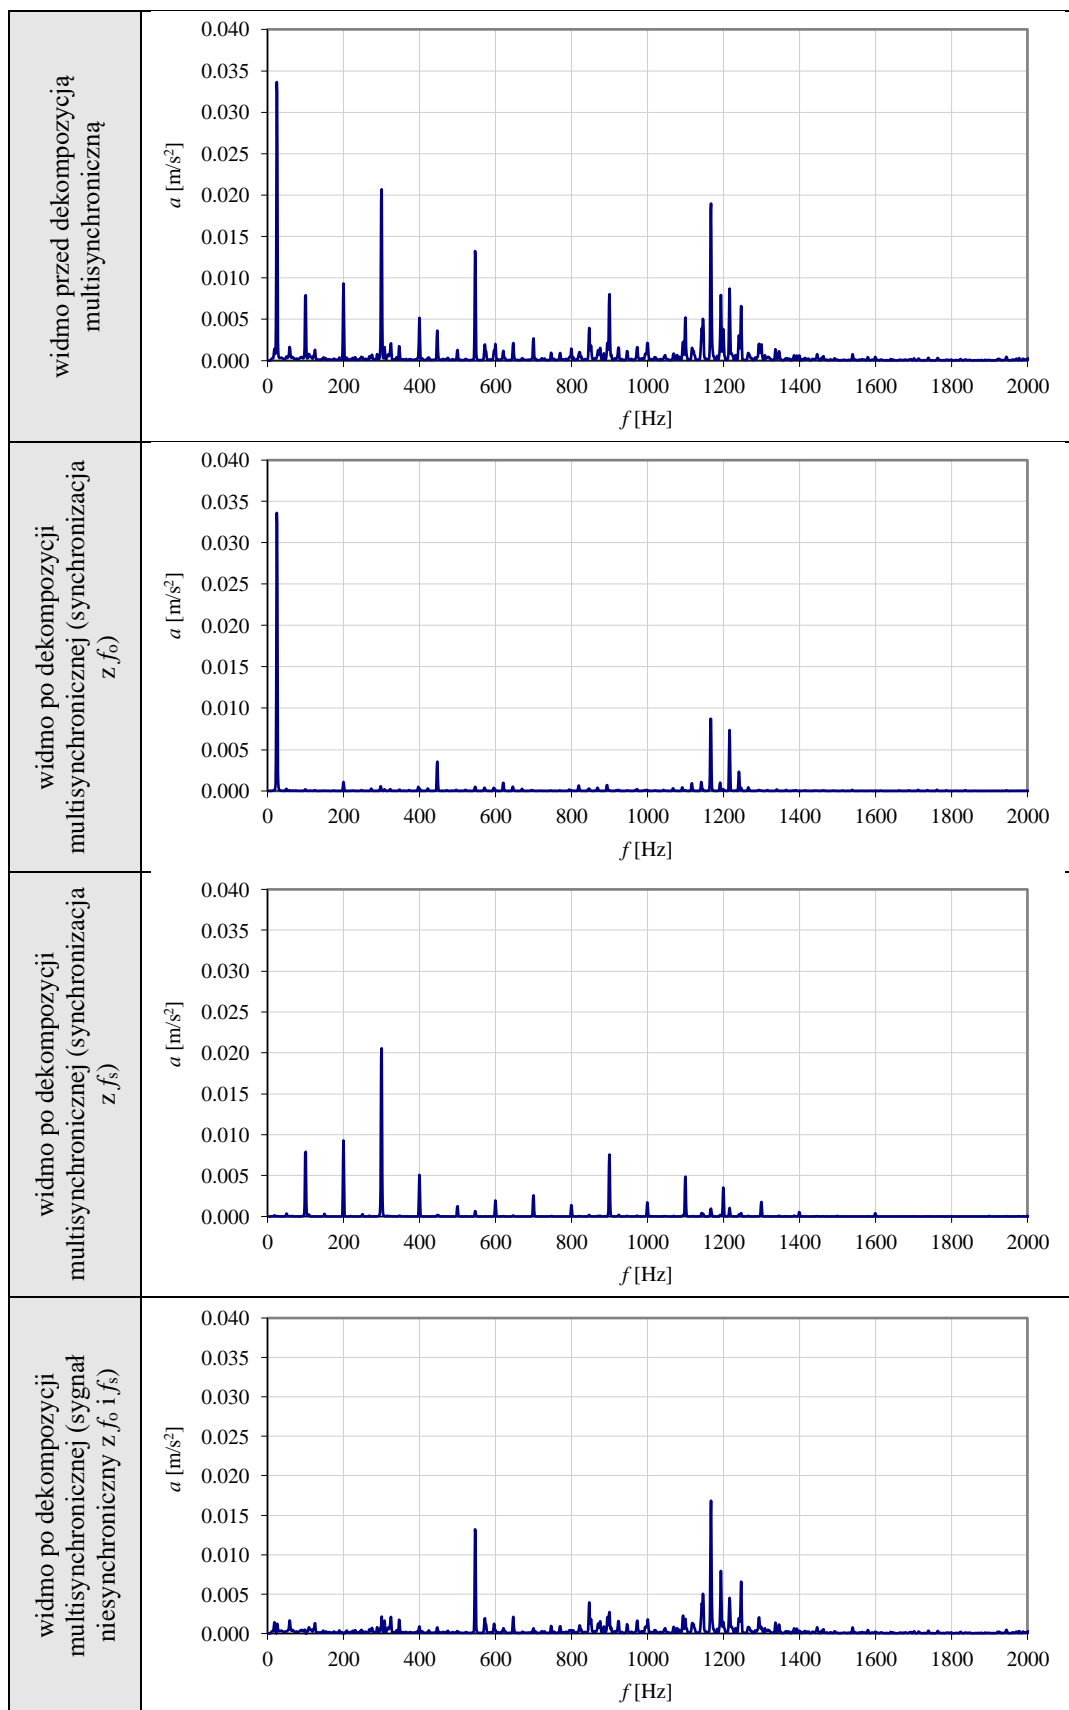 widmo przed dekompozycją
multisynchroniczną
0.040
0.035
0.030
0.025
0.020
0.015
0.010
0.005
0.000
a [m/s²]
0 200 400 600 800 1000 1200 1400 1600 1800 2000
f [Hz]
widmo po dekompozycji
multisynchronicznej (synchronizacja
z fo)
0.040
0.035
0.030
0.025
0.020
0.015
0.010
0.005
0.000
a [m/s²]
0 200 400 600 800 1000 1200 1400 1600 1800 2000
f [Hz]
widmo po dekompozycji
multisynchronicznej (synchronizacja
z fs)
0.040
0.035
0.030
0.025
0.020
0.015
0.010
0.005
0.000
a [m/s²]
0 200 400 600 800 1000 1200 1400 1600 1800 2000
f [Hz]
widmo po dekompozycji
multisynchronicznej (sygnał
niesynchroniczny z fo i fs)
0.040
0.035
0.030
0.025
0.020
0.015
0.010
0.005
0.000
a [m/s²]
0 200 400 600 800 1000 1200 1400 1600 1800 2000
f [Hz]